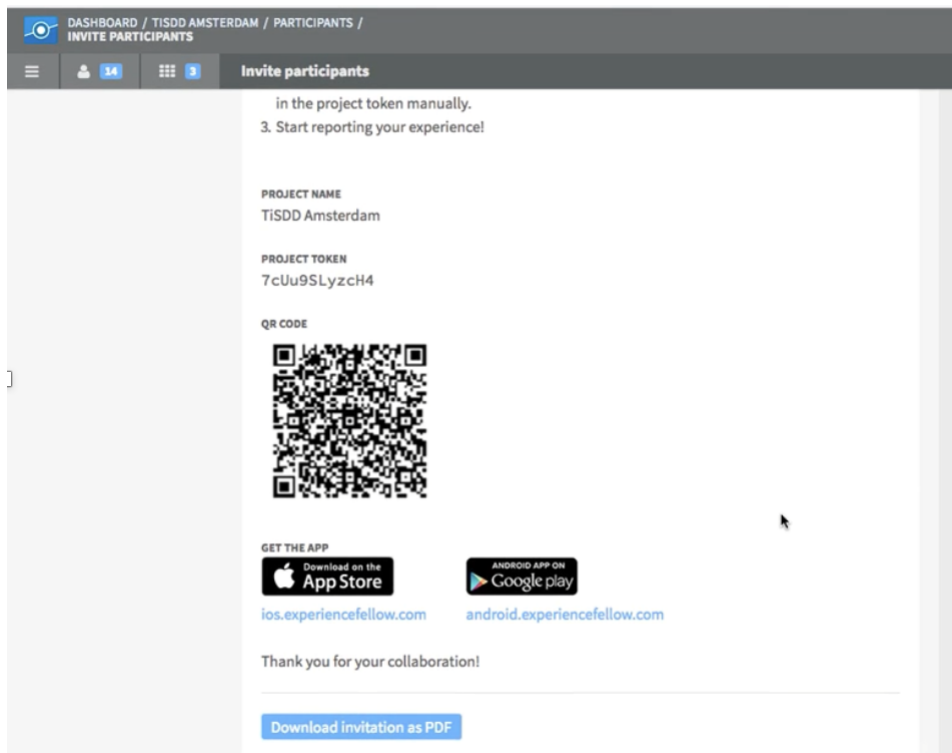 DASHBOARD / TISDD AMSTERDAM / PARTICIPANTS /
INVITE PARTICIPANTS
14
3
Invite participants
in the project token manually.
3. Start reporting your experience!
PROJECT NAME
TiSDD Amsterdam
PROJECT TOKEN
7cUu9SLyzcH4
QR CODE
GET THE APP
Download on the
App Store
ANDROID APP ON
Google play
ios.experiencefellow.com
android.experiencefellow.com
Thank you for your collaboration!
Download invitation as PDF